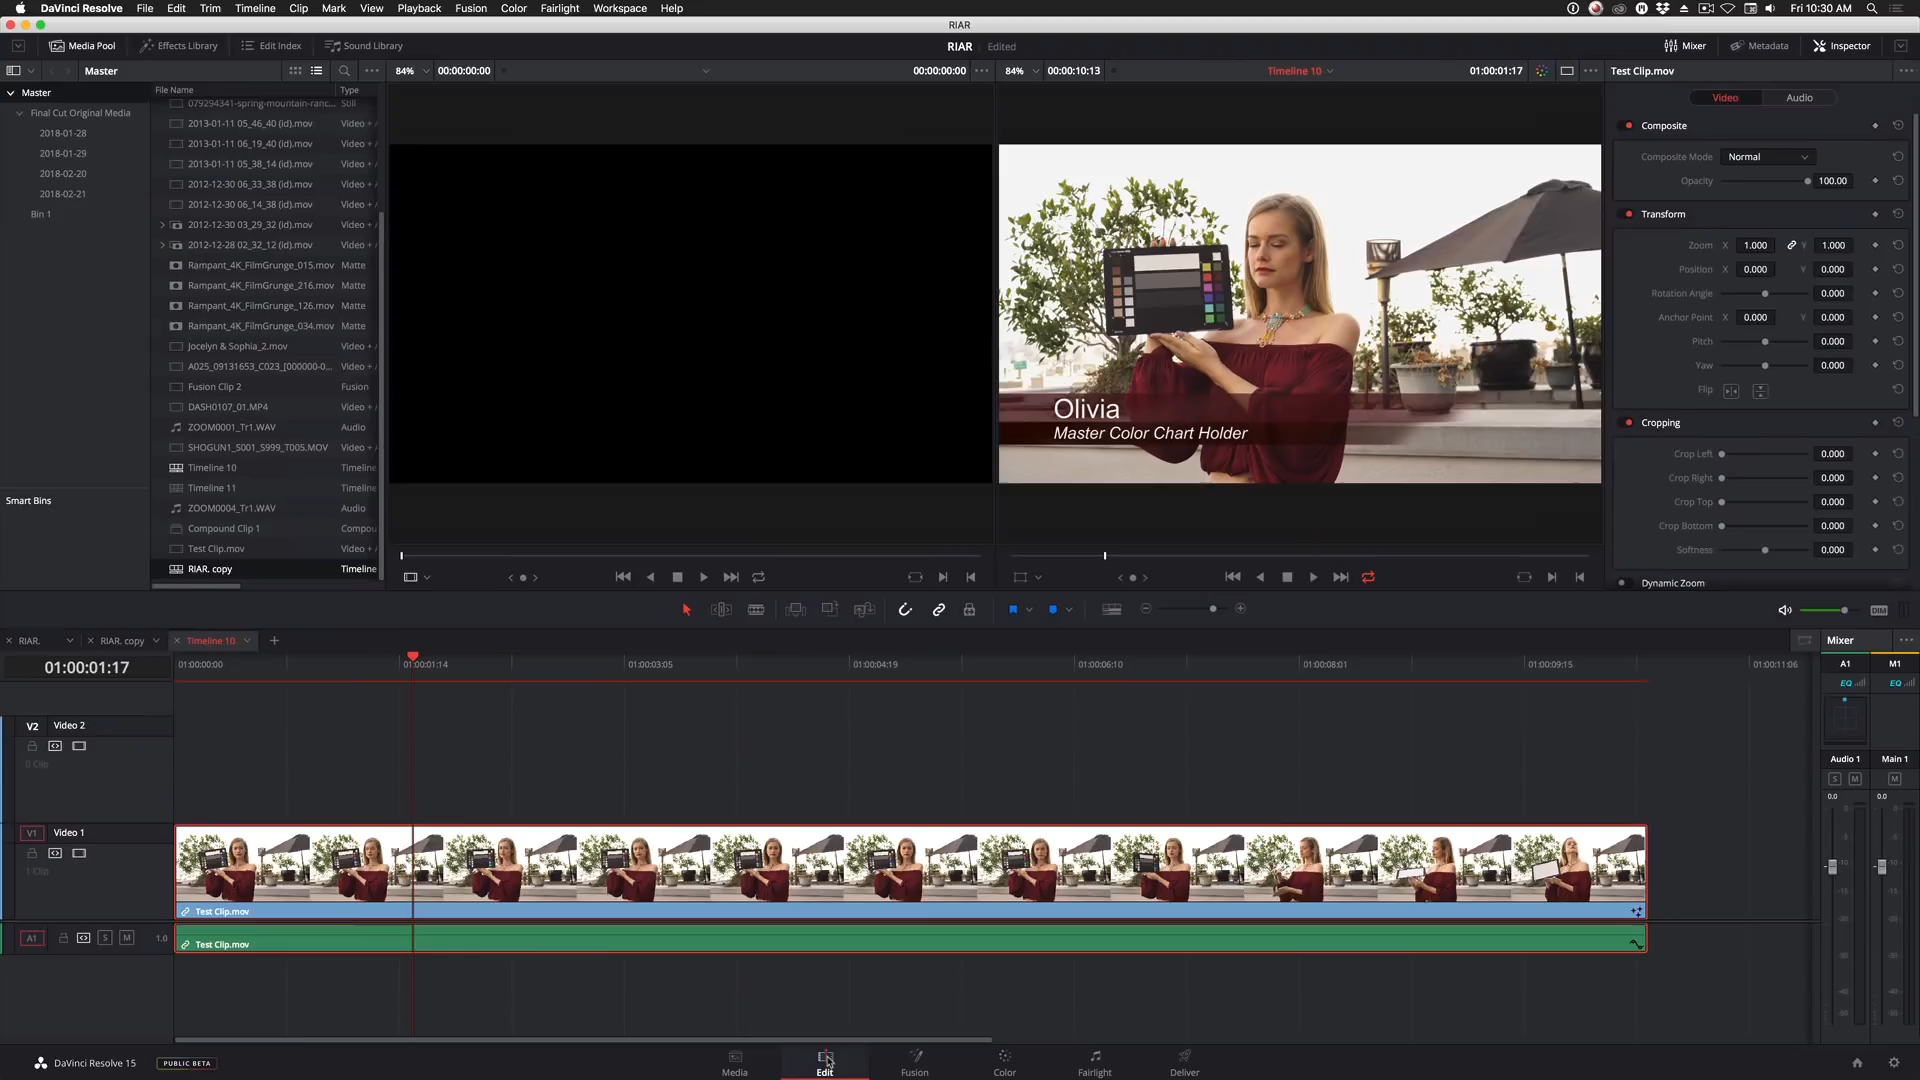 DaVinci Resolve File Edit Trim Timeline Clip Mark View Playback Fusion Color Fairlight Workspace Help Fri 10:30 AM
RIAR
Media Pool Effects Library Edit Index Sound Library RIAR Edited Mixer Metadata Inspector
Master 84% 00:00:00:00 00:00:00:00 84% 00:00:10:13 Timeline 10 01:00:01:17 Test Clip.mov
Master
Final Cut Original Media
2018-01-28
2018-01-29
2018-02-20
2018-02-21
Bin 1
Smart Bins
File Name Type
079294341-spring-mountain-ranc... Still
2013-01-11 05_46_40 (id).mov Video +
2013-01-11 06_19_40 (id).mov Video +
2013-01-11 05_38_14 (id).mov Video +
2012-12-30 06_33_38 (id).mov Video +
2012-12-30 06_14_38 (id).mov Video +
2012-12-30 03_29_32 (id).mov Video +
2012-12-28 02_32_12 (id).mov Video +
Rampant_4K_FilmGrunge_015.mov Matte
Rampant_4K_FilmGrunge_216.mov Matte
Rampant_4K_FilmGrunge_126.mov Matte
Rampant_4K_FilmGrunge_034.mov Matte
Jocelyn & Sophia_2.mov Video +
A025_09131653_C023_[000000-0... Video +
Fusion Clip 2 Fusion
DASH0107_01.MP4 Video +
ZOOM0001_Tr1.WAV Audio
SHOGUN1_S001_S999_T005.MOV Video +
Timeline 10 Timeline
Timeline 11 Timeline
ZOOM0004_Tr1.WAV Audio
Compound Clip 1 Compou
Test Clip.mov Video +
RIAR. copy Timeline
Olivia
Master Color Chart Holder
Video Audio
Composite
Composite Mode Normal
Opacity 100.00
Transform
Zoom X 1.000 Y 1.000
Position X 0.000 Y 0.000
Rotation Angle 0.000
Anchor Point X 0.000 Y 0.000
Pitch 0.000
Yaw 0.000
Flip
Cropping
Crop Left 0.000
Crop Right 0.000
Crop Top 0.000
Crop Bottom 0.000
Softness 0.000
Dynamic Zoom
DIM
RIAR. RIAR. copy Timeline 10
01:00:01:17
01:00:00:00 01:00:01:14 01:00:03:05 01:00:04:19 01:00:06:10 01:00:08:01 01:00:09:15 01:00:11:06
V2 Video 2
0 Clip
V1 Video 1
1 Clip
Test Clip.mov
A1 S M 1.0
Test Clip.mov
Mixer
A1 M1
EQ EQ
Audio 1 Main 1
S M M
0.0 0.0
DaVinci Resolve 15 PUBLIC BETA
Media Edit Fusion Color Fairlight Deliver